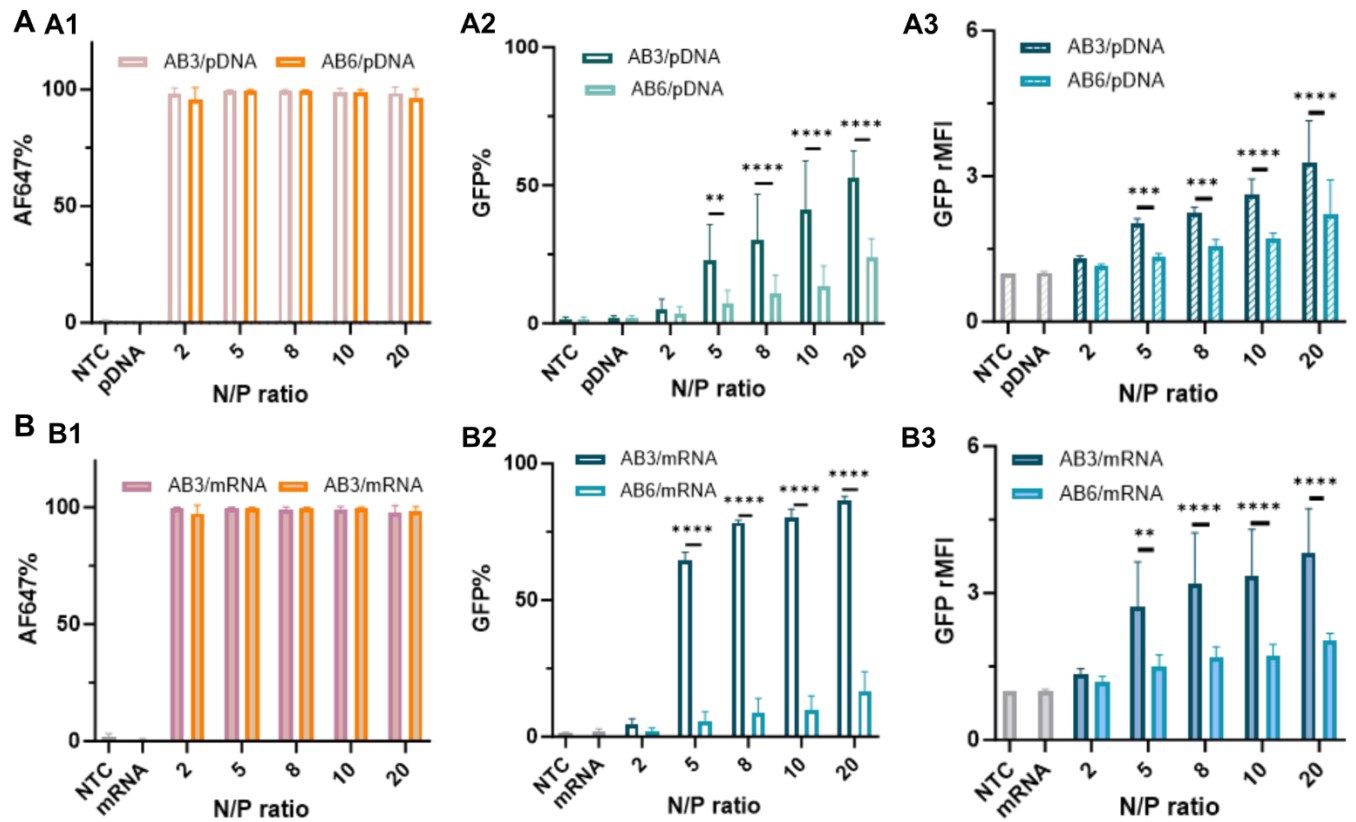 A A1
AB3/pDNA AB6/pDNA
AF647%
100
50
0
NTC pDNA 2 5 8 10 20
N/P ratio
A2
AB3/pDNA
AB6/pDNA
GFP%
100
50
0
** **** **** ****
NTC pDNA 2 5 8 10 20
N/P ratio
A3
AB3/pDNA
AB6/pDNA
GFP rMFI
6
3
0
*** *** **** ****
NTC pDNA 2 5 8 10 20
N/P ratio
B B1
AB3/mRNA AB3/mRNA
AF647%
100
50
0
NTC mRNA 2 5 8 10 20
N/P ratio
B2
AB3/mRNA
AB6/mRNA
GFP%
100
50
0
**** **** **** ****
NTC mRNA 2 5 8 10 20
N/P ratio
B3
AB3/mRNA
AB6/mRNA
GFP rMFI
6
3
0
** **** **** ****
NTC mRNA 2 5 8 10 20
N/P ratio